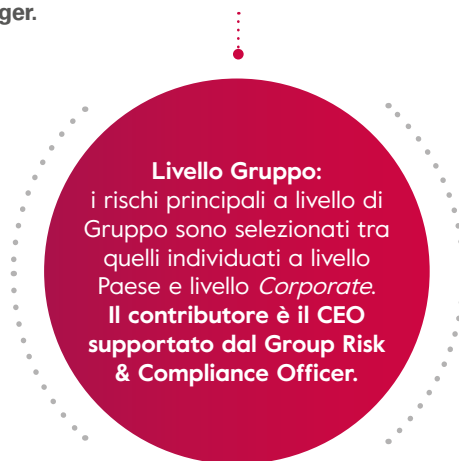 ger.
Livello Gruppo:
i rischi principali a livello di
Gruppo sono selezionati tra
quelli individuati a livello
Paese e livello Corporate.
Il contributore è il CEO
supportato dal Group Risk
& Compliance Officer.